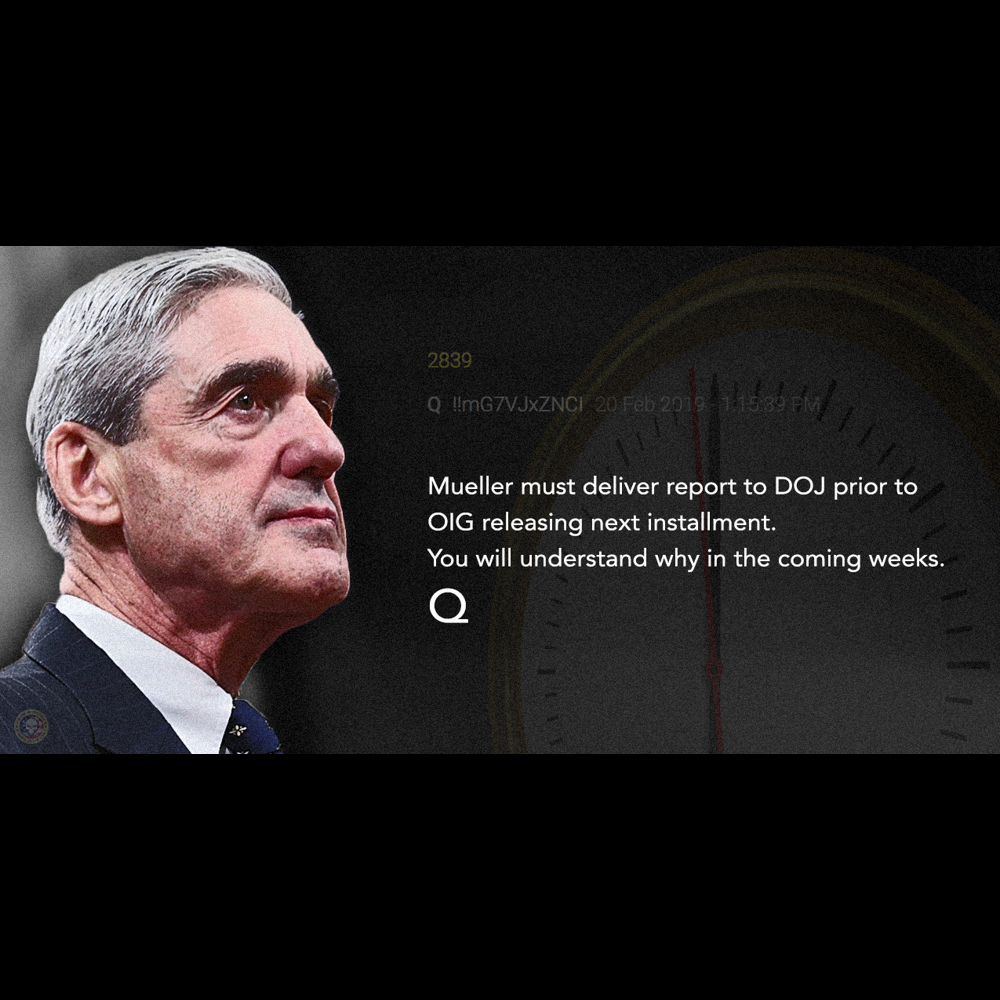 2839
Q !!mG7VJxZNCI 20 Feb 2019 - 1:15:39 PM
Mueller must deliver report to DOJ prior to
OIG releasing next installment.
You will understand why in the coming weeks.
Q